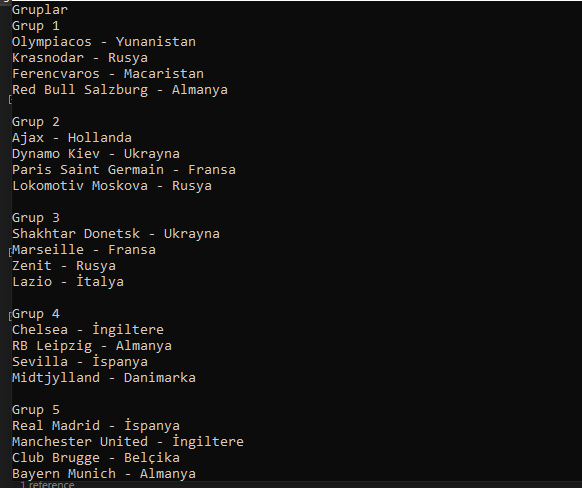 Gruplar
Grup 1
Olympiacos - Yunanistan
Krasnodar - Rusya
Ferencvaros - Macaristan
Red Bull Salzburg - Almanya
Grup 2
Ajax - Hollanda
Dynamo Kiev - Ukrayna
Paris Saint Germain - Fransa
Lokomotiv Moskova - Rusya
Grup 3
Shakhtar Donetsk - Ukrayna
Marseille - Fransa
Zenit - Rusya
Lazio - İtalya
Grup 4
Chelsea - İngiltere
RB Leipzig - Almanya
Sevilla - İspanya
Midtjylland - Danimarka
Grup 5
Real Madrid - İspanya
Manchester United - İngiltere
Club Brugge - Belçika
Bayern Munich - Almanya
1 reference